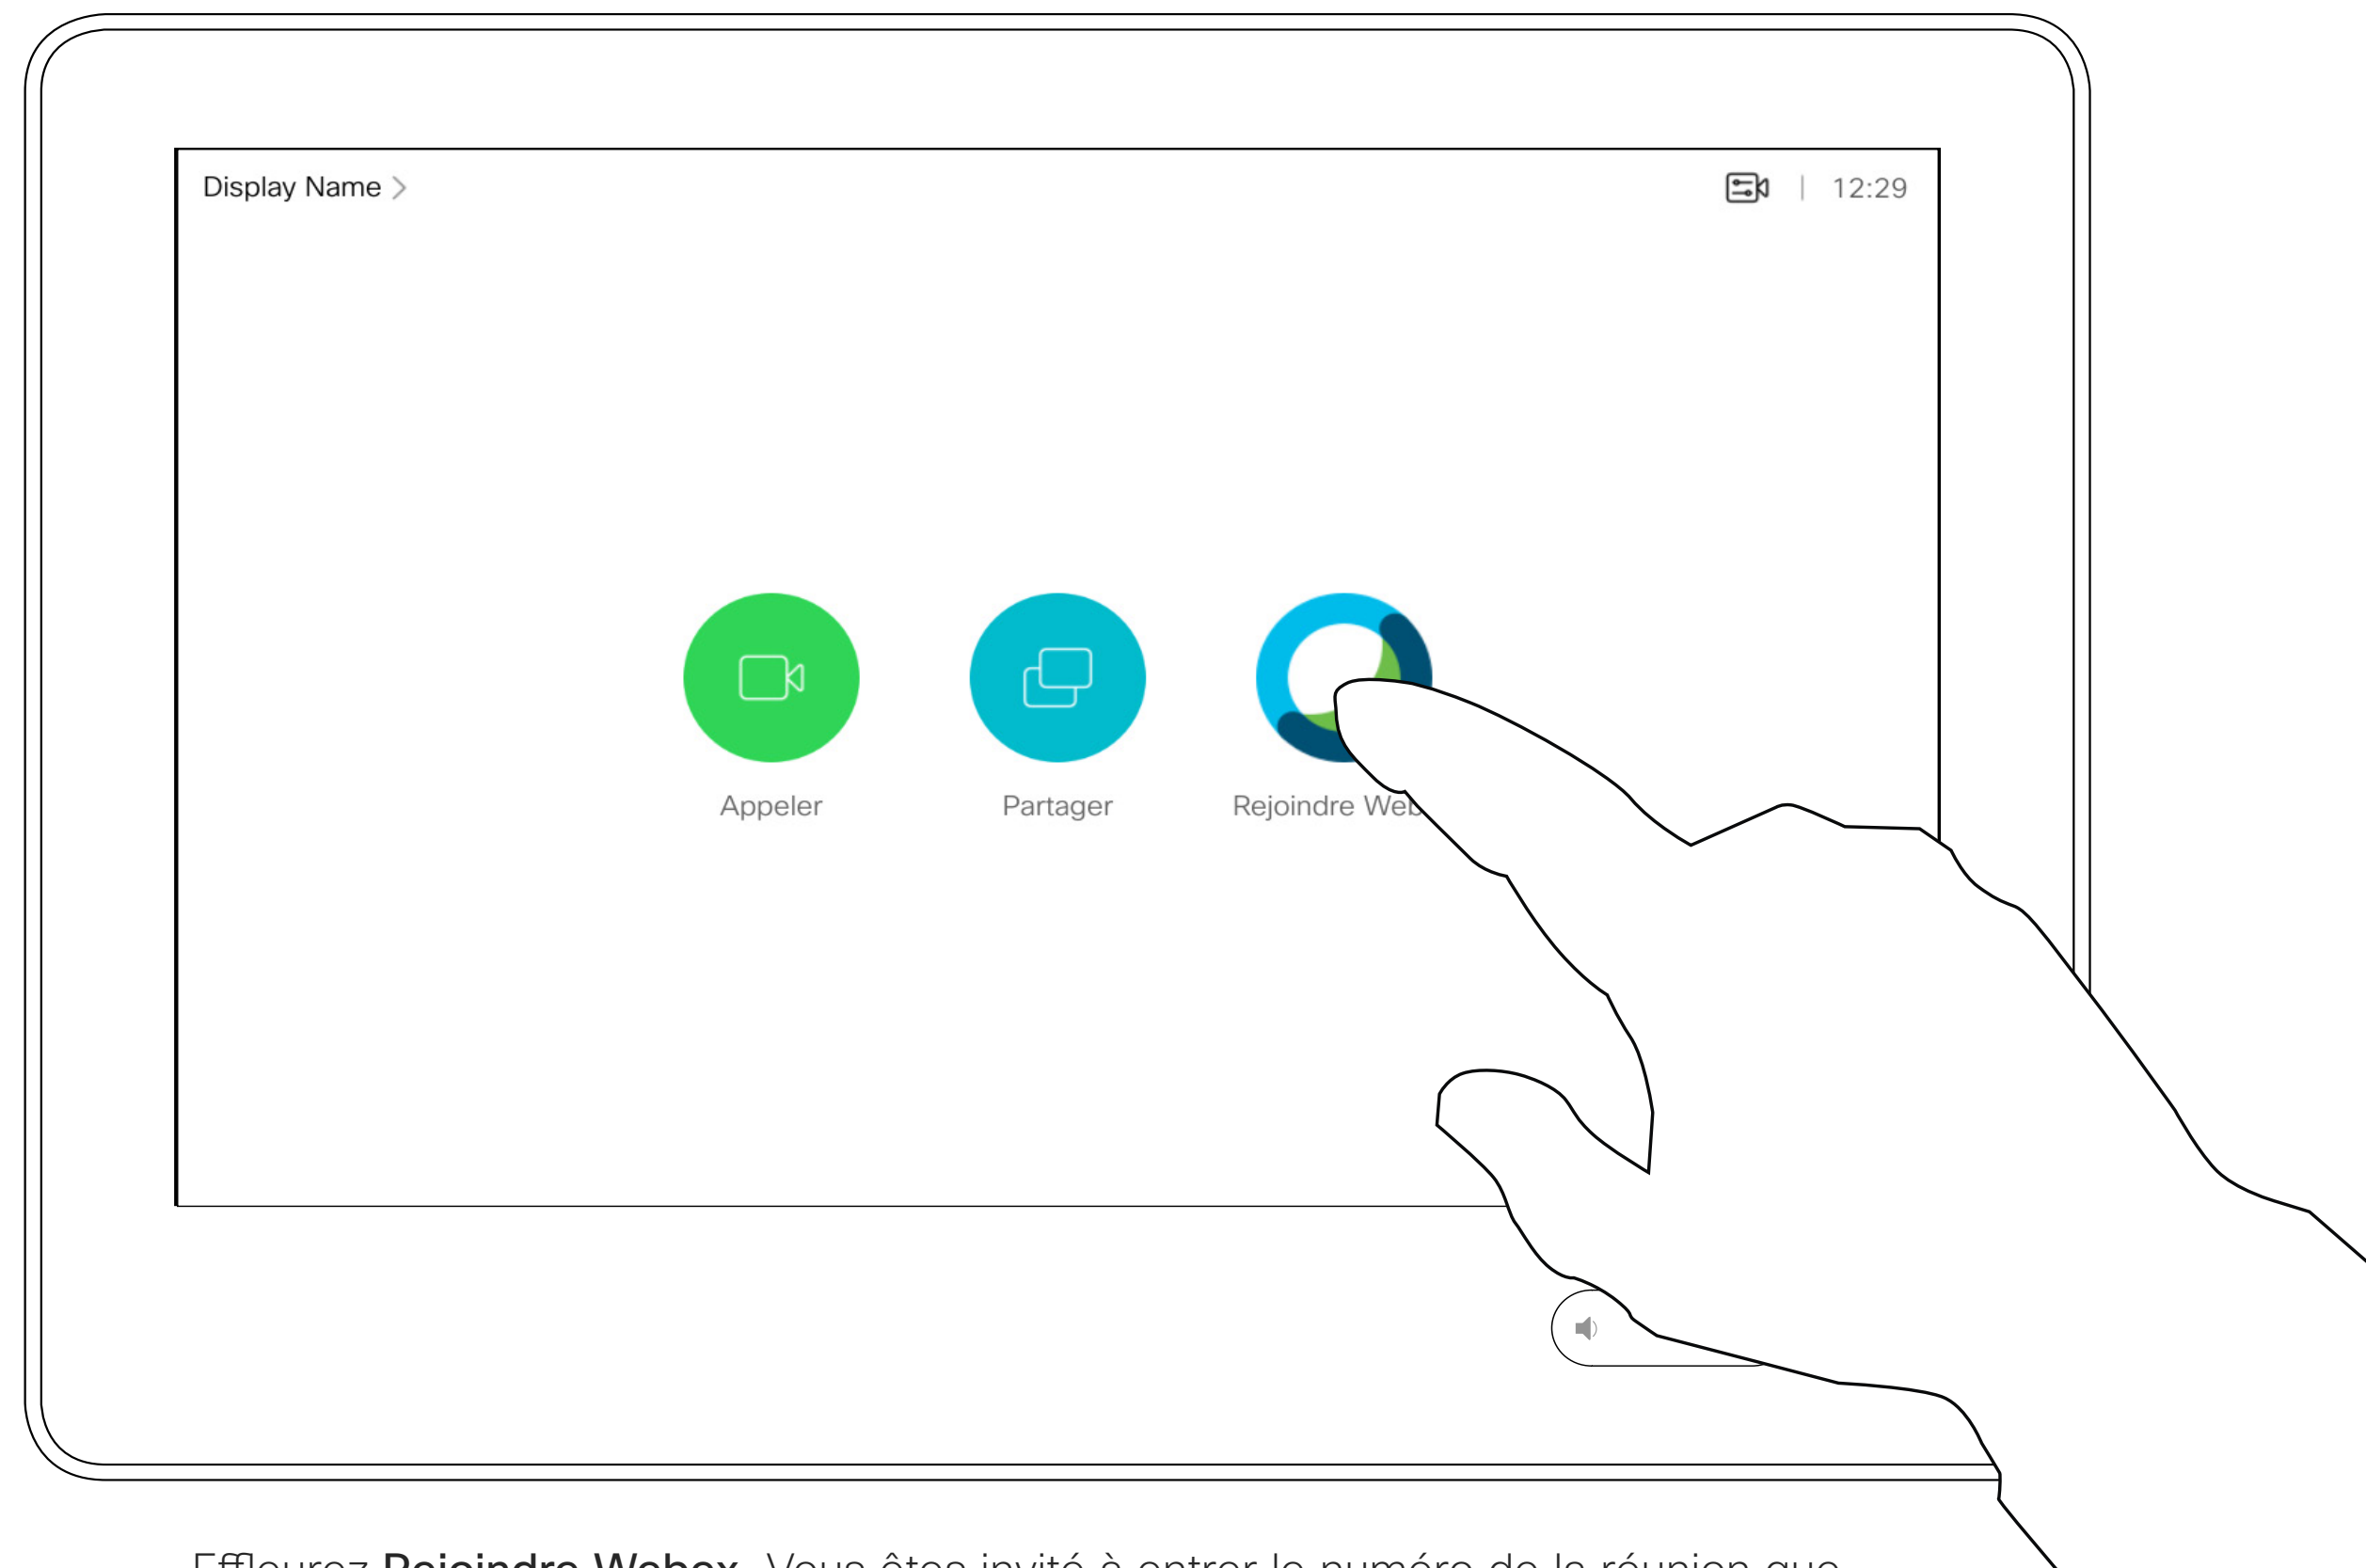 Display Name
12:29
Appeler
Partager
Rejoindre Web
Effleurez Rejoindre Webex. Vous êtes invité à entrer le numéro de la réunion que